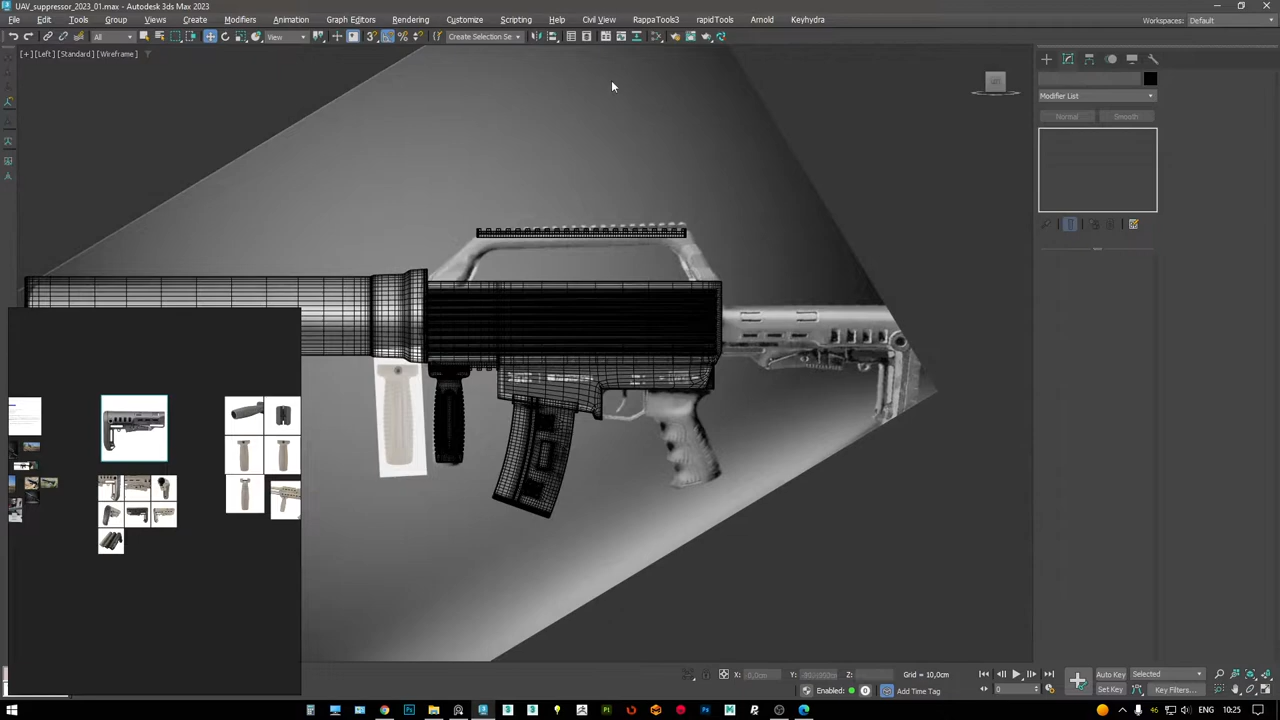 UAV_suppressor_2023_01.max - Autodesk 3ds Max 2023
File Edit Tools Group Views Create Modifiers Animation Graph Editors Rendering Customize Scripting Help Civil View RappaTools3 rapidTools Arnold Keyhydra
Workspaces: Default
All View Create Selection Se
[+] [Left] [Standard] [Wireframe]
Modifier List
Normal Smooth
X: Y: Z: Grid = 10,0cm
Auto Key Selected
Enabled: Add Time Tag
0 Set Key Key Filters...
ENG 10:25